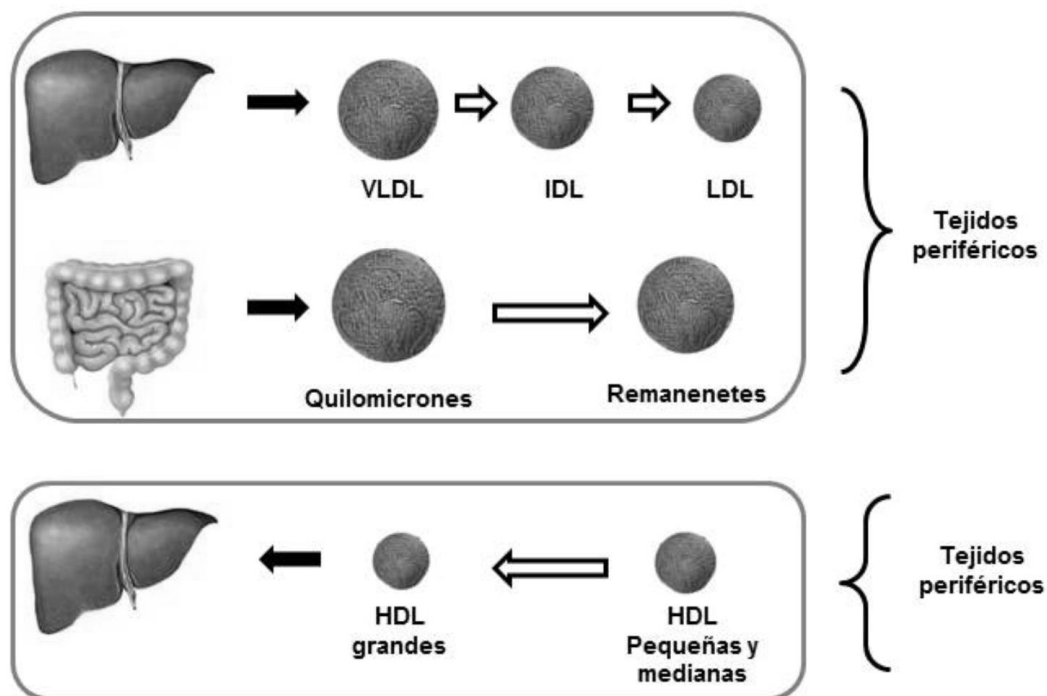 VLDL
IDL
LDL
Tejidos
periféricos
Quilomicrones
Remanenetes
HDL
grandes
HDL
Pequeñas y
medianas
Tejidos
periféricos